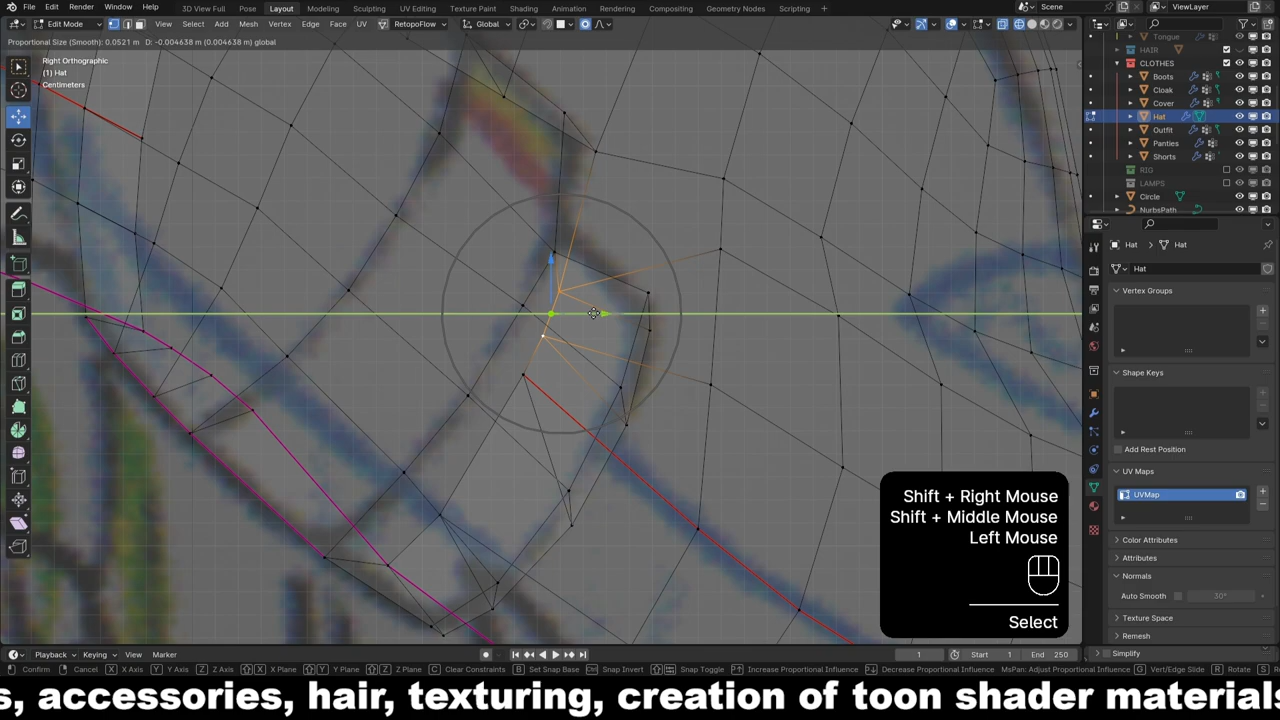 File Edit Render Window Help 3D View Full Pose Layout Modeling Sculpting UV Editing Texture Paint Shading Animation Rendering Compositing Geometry Nodes Scripting Scene ViewLayer
Edit Mode View Select Add Mesh Vertex Edge Face UV RetopoFlow Global
Proportional Size (Smooth): 0.0521 m D: -0.004638 m (0.004638 m) global
Right Orthographic
(1) Hat
Centimeters
Tongue
HAIR
CLOTHES
Boots
Cloak
Cover
Hat
Outfit
Panties
Shorts
RIG
LAMPS
Circle
NurbsPath
Hat Hat
Hat
Vertex Groups
Shape Keys
Add Rest Position
UV Maps
UVMap
Color Attributes
Attributes
Normals
Auto Smooth 30°
Texture Space
Remesh
Simplify
Shift + Right Mouse
Shift + Middle Mouse
Left Mouse
Select
Playback Keying View Marker 1 Start 1 End 250
Confirm Cancel X X Axis Y Y Axis Z Z Axis X X Plane Y Y Plane Z Z Plane C Clear Constraints B Set Snap Base Snap Invert Snap Toggle Increase Proportional Influence Decrease Proportional Influence MsPan: Adjust Proportional Influence G Vert/Edge Slide R Rotate
s, accessories, hair, texturing, creation of toon shader materials